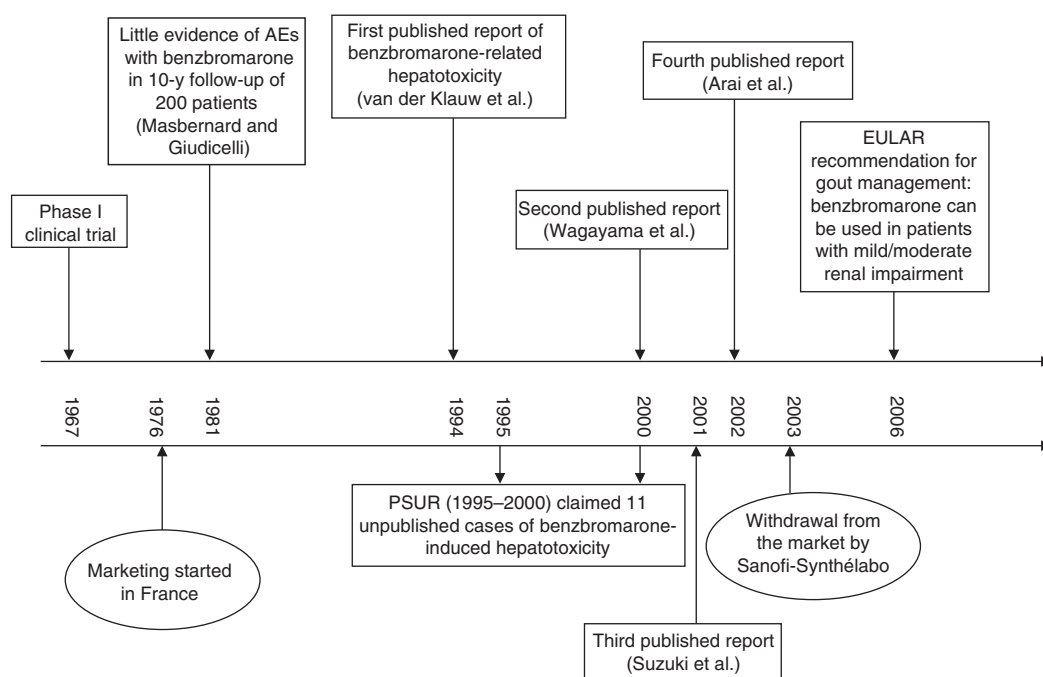 Little evidence of AEs
with benzbromarone
in 10-y follow-up of
200 patients
(Masbernard and
Giudicelli)
First published report of
benzbromarone-related
hepatotoxicity
(van der Klauw et al.)
Fourth published report
(Arai et al.)
EULAR
recommendation for
gout management:
benzbromarone can
be used in patients
with mild/moderate
renal impairment
Phase I
clinical trial
Second published report
(Wagayama et al.)
1967
1976
1981
1994
1995
2000
2001
2002
2003
2006
Marketing started
in France
PSUR (1995–2000) claimed 11
unpublished cases of benzbromarone-
induced hepatotoxicity
Withdrawal from
the market by
Sanofi-Synthélabo
Third published report
(Suzuki et al.)